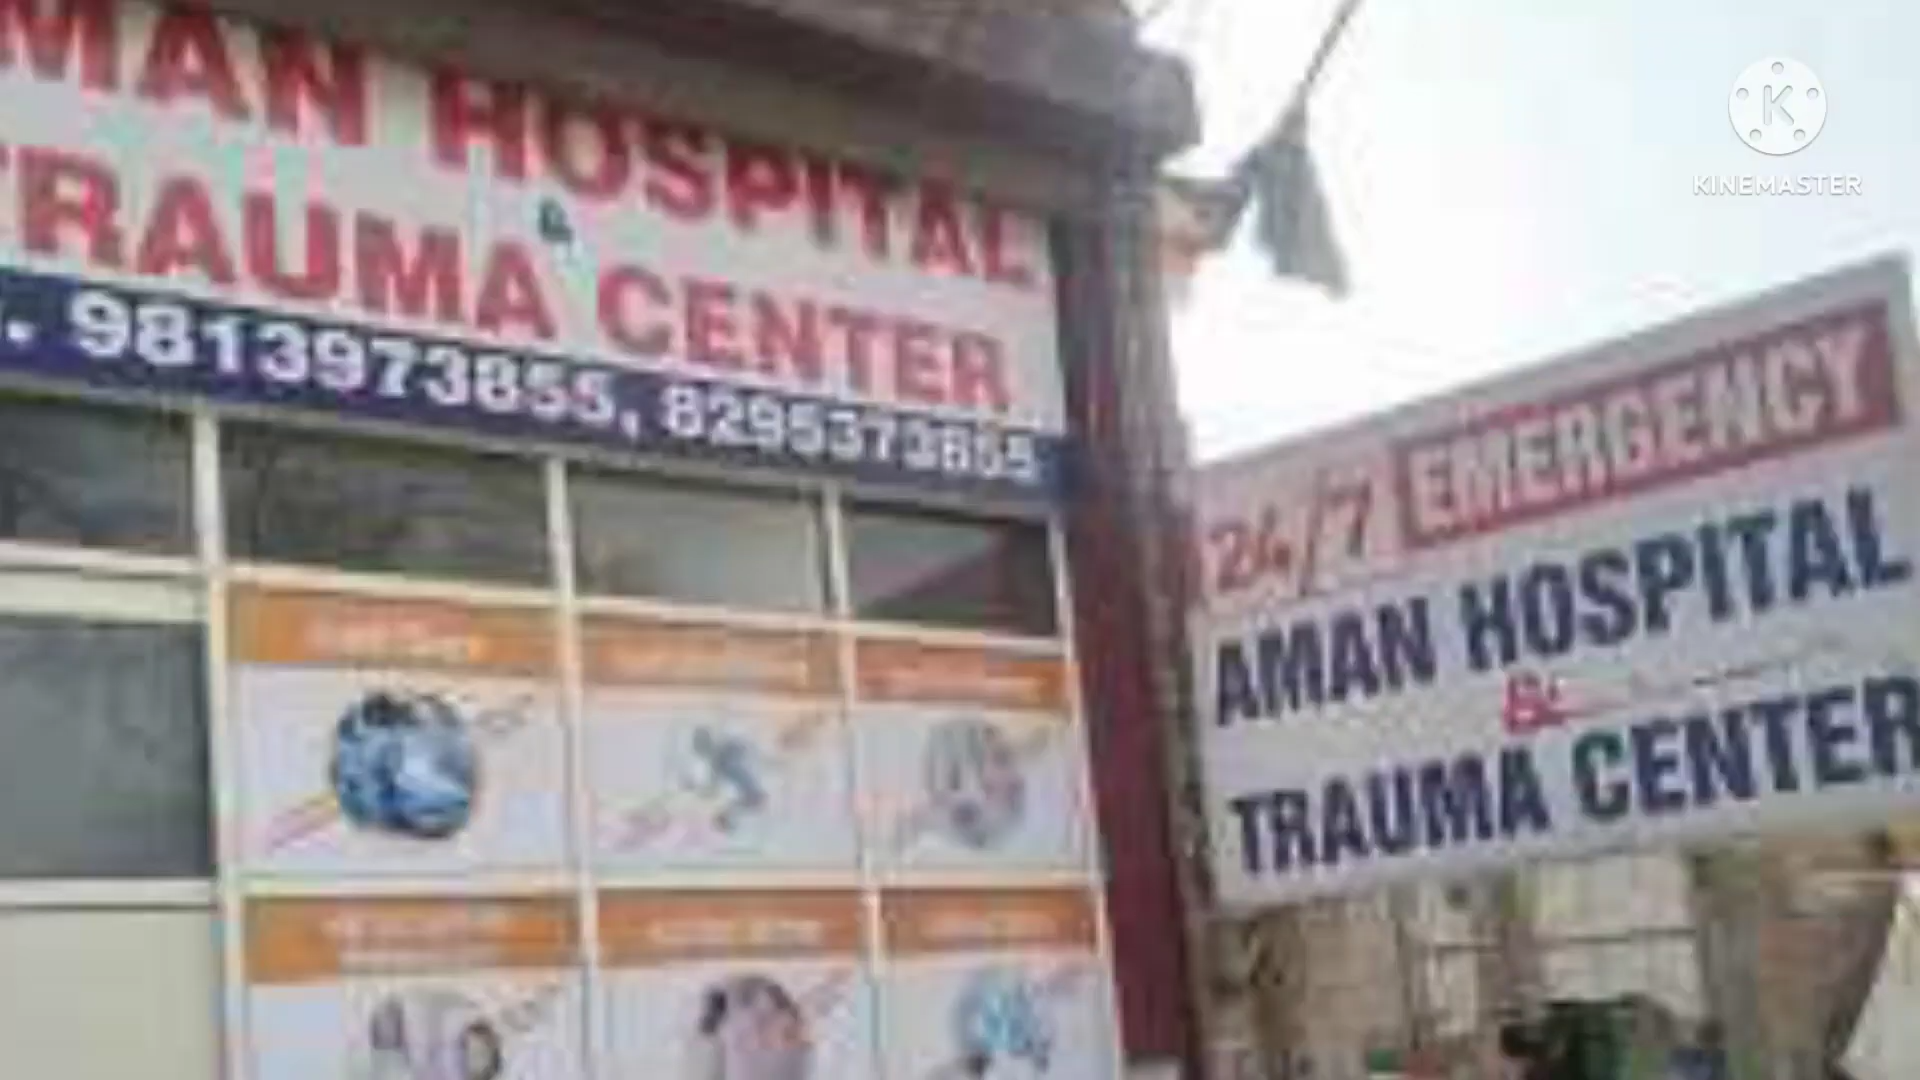 MAN HOSPITAL
&
TRAUMA CENTER
. 9813973855, 8295373855
KINEMASTER
24/7 EMERGENCY
AMAN HOSPITAL
&
TRAUMA CENTER